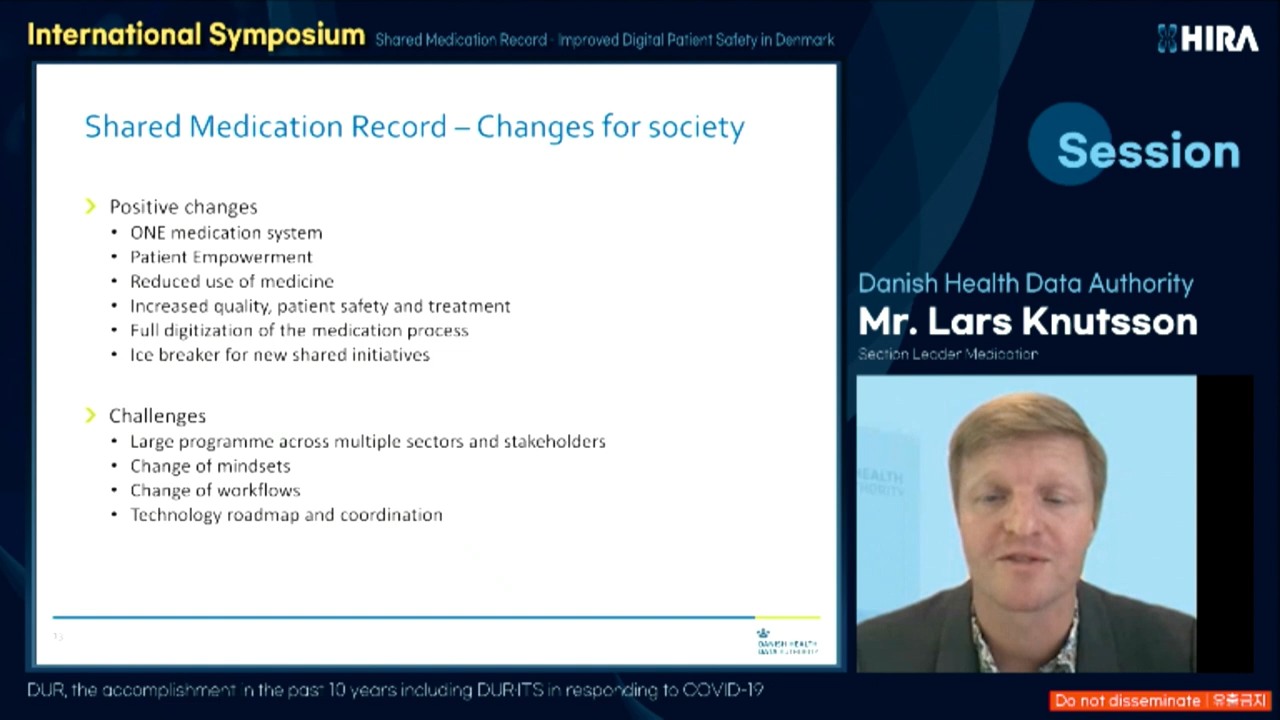 International Symposium Shared Medication Record - Improved Digital Patient Safety in Denmark
HIRA
Shared Medication Record – Changes for society
Positive changes
• ONE medication system
• Patient Empowerment
• Reduced use of medicine
• Increased quality, patient safety and treatment
• Full digitization of the medication process
• Ice breaker for new shared initiatives
Challenges
• Large programme across multiple sectors and stakeholders
• Change of mindsets
• Change of workflows
• Technology roadmap and coordination
13
DANISH HEALTH
DATA AUTHORITY
Session
Danish Health Data Authority
Mr. Lars Knutsson
Section Leader Medication
HEALTH
DUR, the accomplishment in the past 10 years including DUR-ITS in responding to COVID-19
Do not disseminate | 유출금지